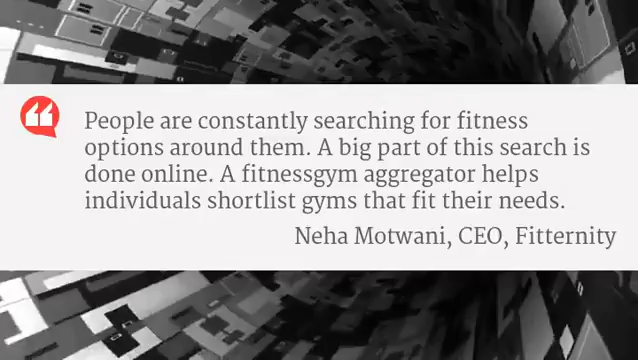 People are constantly searching for fitness
options around them. A big part of this search is
done online. A fitnessgym aggregator helps
individuals shortlist gyms that fit their needs.
Neha Motwani, CEO, Fitternity